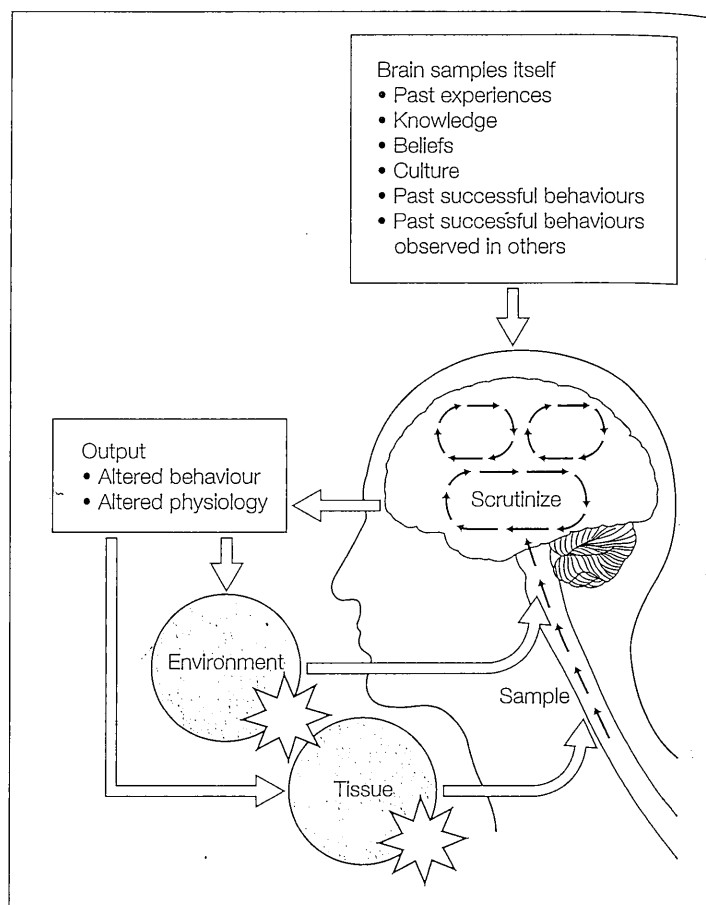 Brain samples itself
• Past experiences
• Knowledge
• Beliefs
• Culture
• Past successful behaviours
• Past successful behaviours
observed in others
Output
• Altered behaviour
• Altered physiology
Scrutinize
Environment
Sample
Tissue